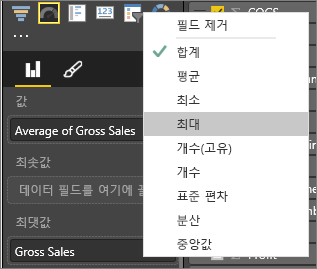 123
필드 제거
합계
평균
최소
최대
개수(고유)
개수
표준 편차
분산
중앙값
...
값
Average of Gross Sales
최솟값
데이터 필드를 여기에
최댓값
Gross Sales
COGS